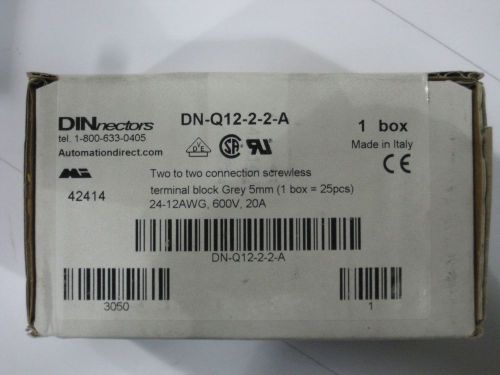 DINnectors DN-Q12-2-2-A 1 box
tel. 1-800-633-0405 Made in Italy
Automationdirect.com
42414
Two to two connection screwless
terminal block Grey 5mm (1 box = 25pcs)
24-12AWG, 600V, 20A
DN-Q12-2-2-A
3050 1